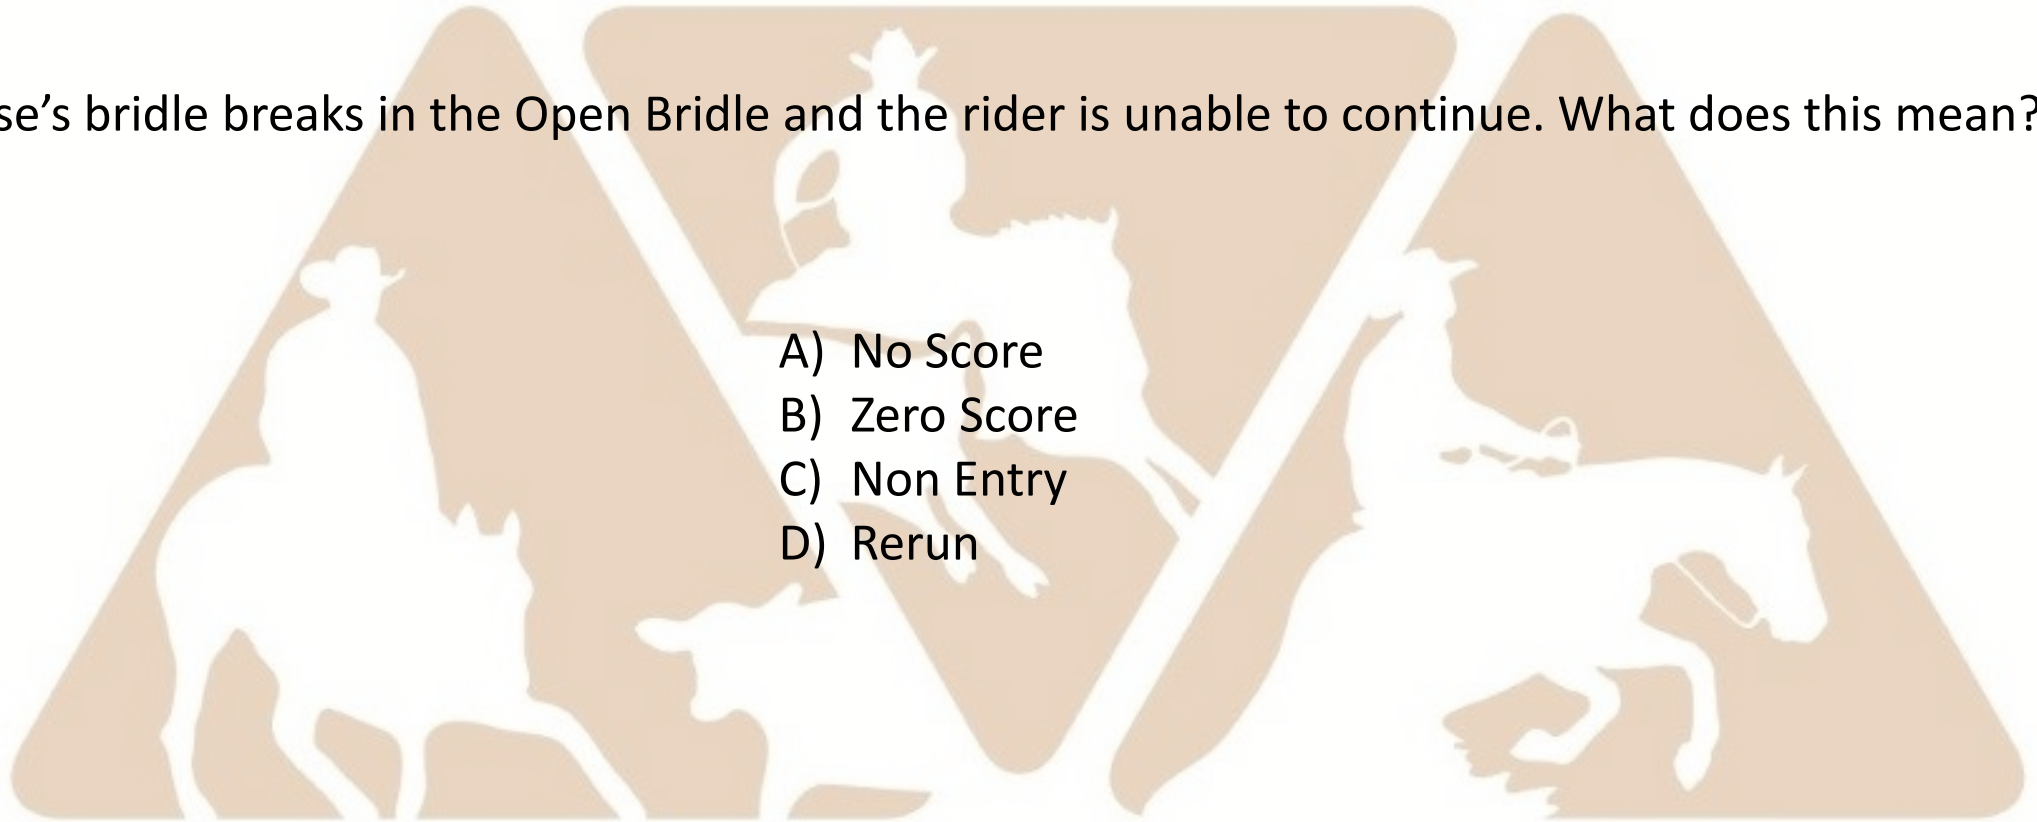 se’s bridle breaks in the Open Bridle and the rider is unable to continue. What does this mean?
A) No Score
B) Zero Score
C) Non Entry
D) Rerun